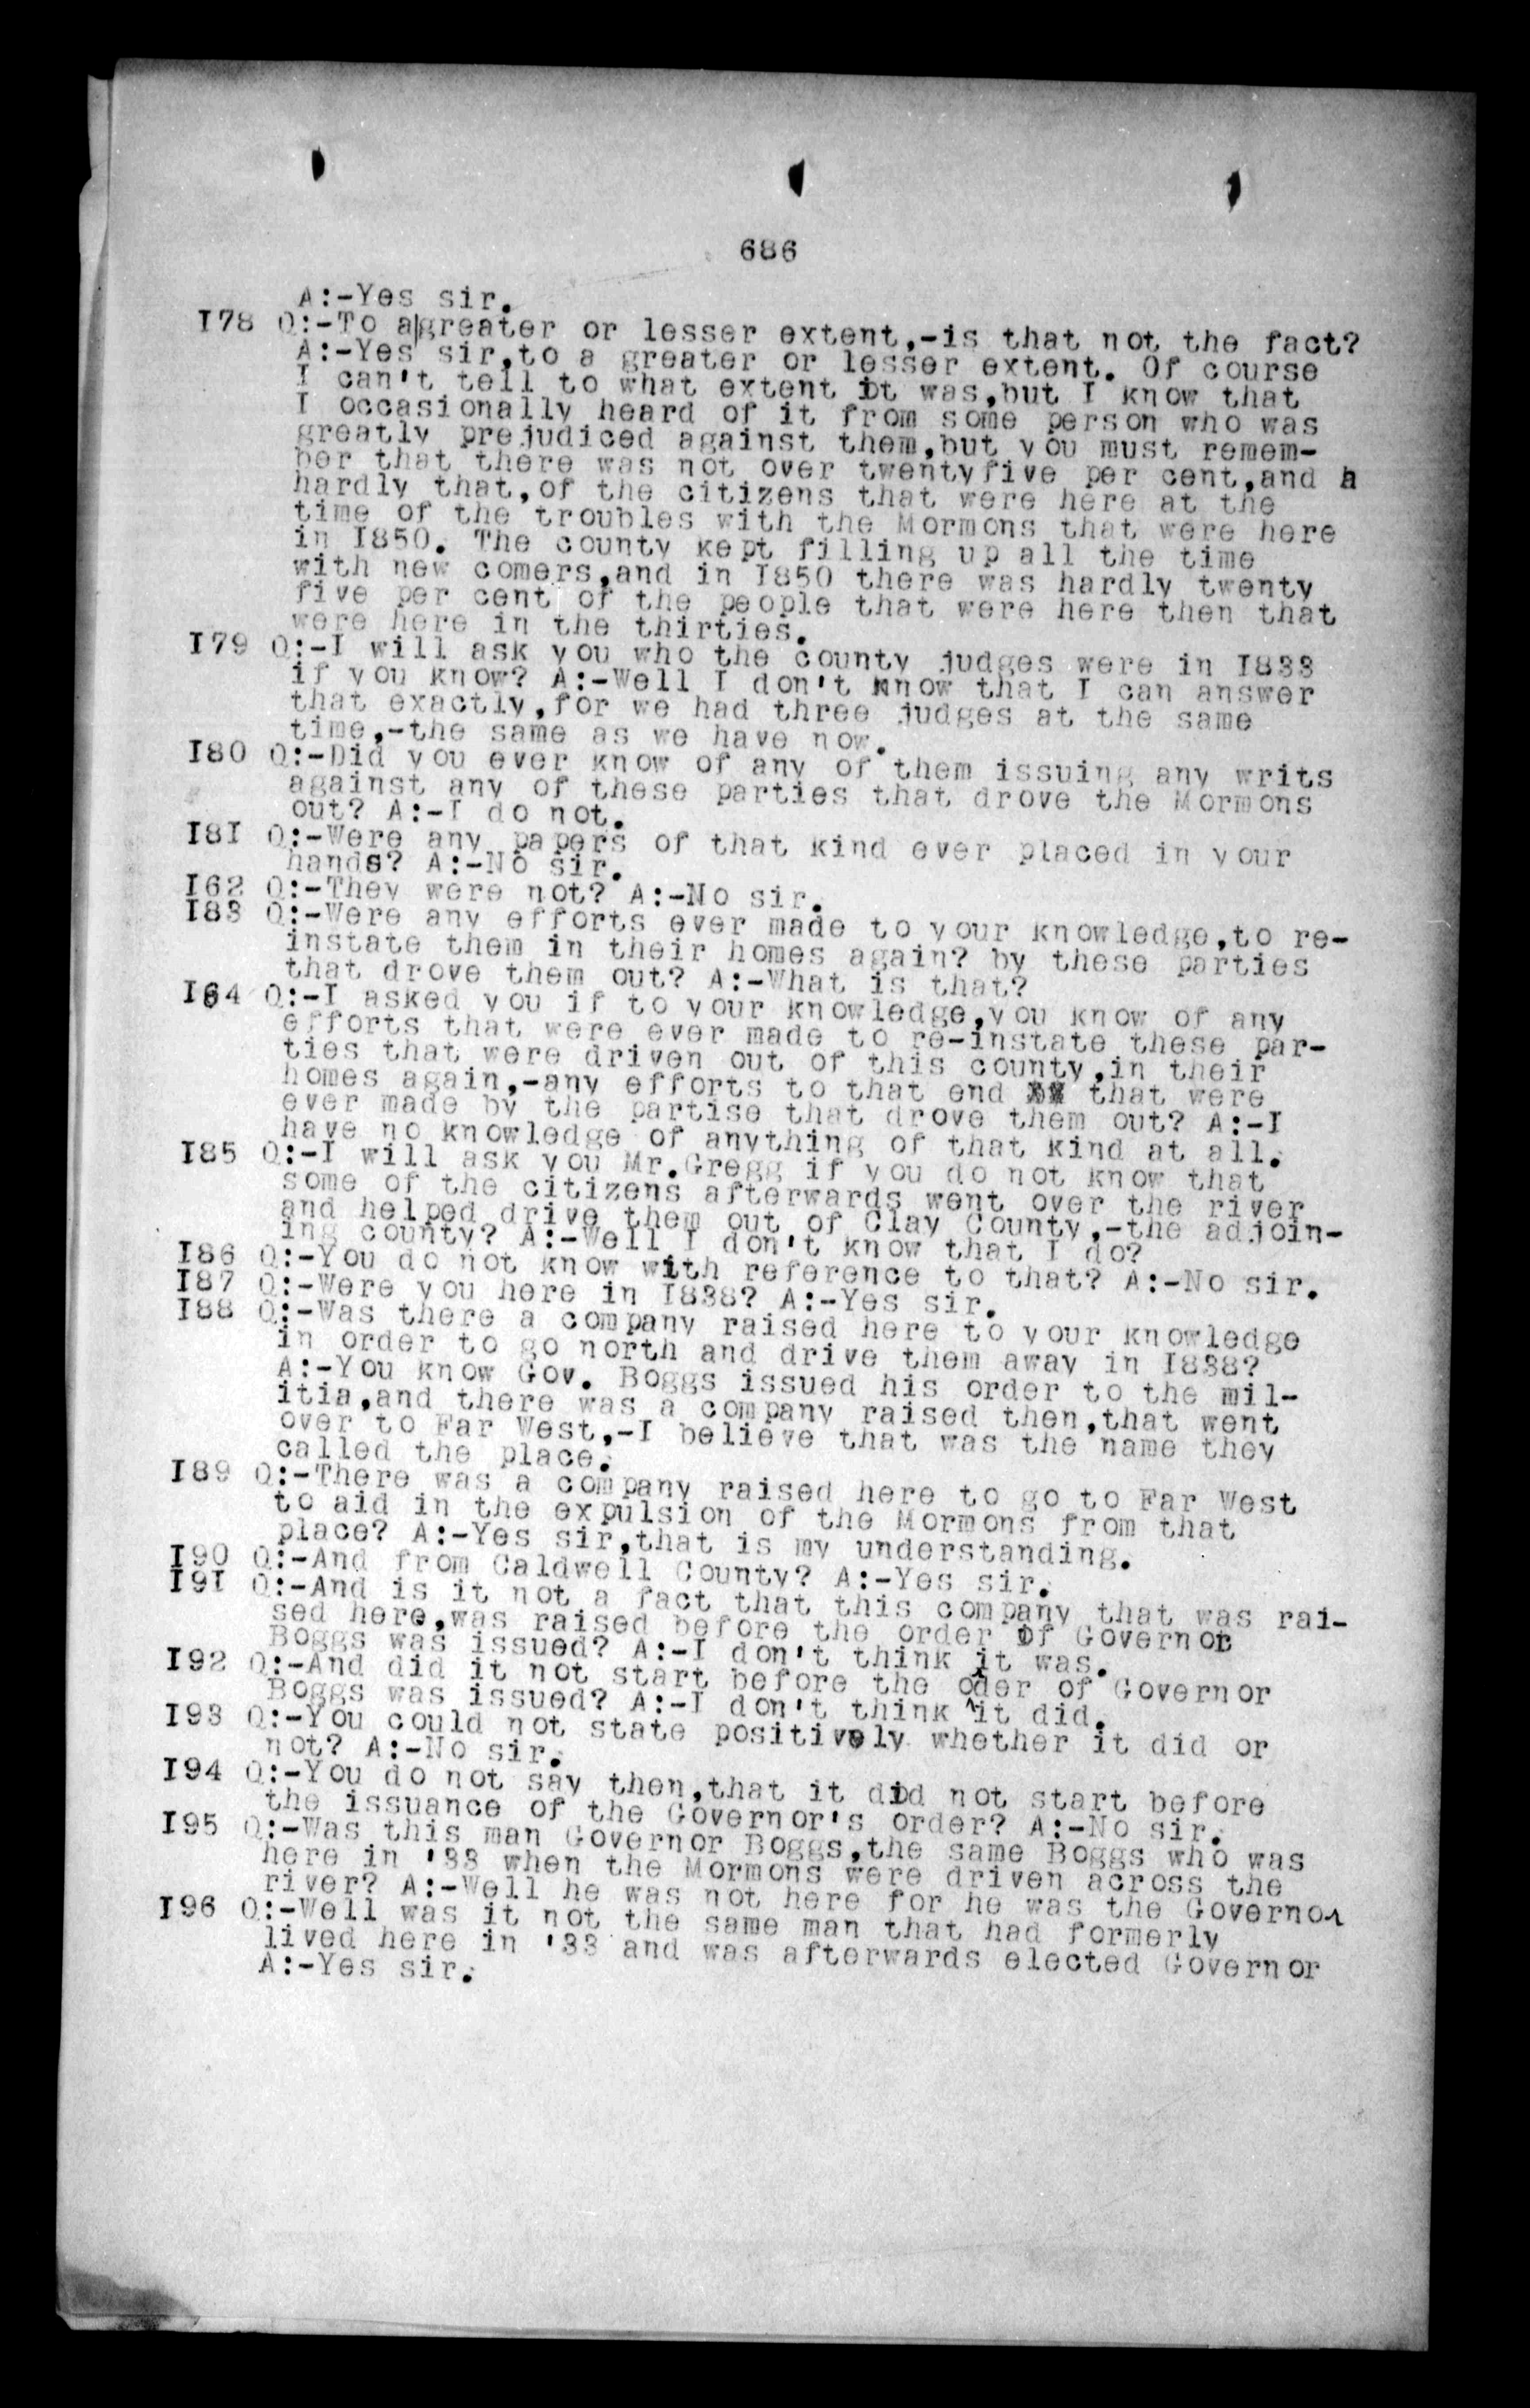 686
A:-Yes sir.
I78 Q:-To a|greater or lesser extent,-is that not the fact?
A:-Yes sir,to a greater or lesser extent. Of course
I can't tell to what extent it was,but I know that
I occasionally heard of it from some person who was
greatly prejudiced against them,but you must remem-
ber that there was not over twentyfive per cent,and h
hardly that,of the citizens that were here at the
time of the troubles with the Mormons that were here
in I850. The county kept filling up all the time
with new comers,and in I850 there was hardly twenty
five per cent of the people that were here then that
were here in the thirties.
I79 Q:-I will ask you who the county judges were in I833
if you know? A:-Well I don't know that I can answer
that exactly,for we had three judges at the same
time,-the same as we have now.
I80 Q:-Did you ever know of any of them issuing any writs
against any of these parties that drove the Mormons
out? A:-I do not.
I8I Q:-Were any papers of that kind ever placed in your
hands? A:-No sir.
I62 Q:-They were not? A:-No sir.
I83 Q:-Were any efforts ever made to your knowledge,to re-
instate them in their homes again? by these parties
that drove them out? A:-What is that?
I84 Q:-I asked you if to your knowledge,you know of any
efforts that were ever made to re-instate these par-
ties that were driven out of this county,in their
homes again,-any efforts to that end that were
ever made by the partise that drove them out? A:-I
have no knowledge of anything of that kind at all.
I85 Q:-I will ask you Mr.Gregg if you do not know that
some of the citizens afterwards went over the river
and helped drive them out of Clay County,-the adjoin-
ing county? A:-Well I don't know that I do?
I86 Q:-You do not know with reference to that? A:-No sir.
I87 Q:-Were you here in I838? A:-Yes sir.
I88 Q:-Was there a company raised here to your knowledge
in order to go north and drive them away in I838?
A:-You know Gov. Boggs issued his order to the mil-
itia,and there was a company raised then,that went
over to Far West,-I believe that was the name they
called the place.
I89 Q:-There was a company raised here to go to Far West
to aid in the expulsion of the Mormons from that
place? A:-Yes sir,that is my understanding.
I90 Q:-And from Caldwell County? A:-Yes sir.
I9I Q:-And is it not a fact that this company that was rai-
sed here,was raised before the order of Governor
Boggs was issued? A:-I don't think it was.
I92 Q:-And did it not start before the oder of Governor
Boggs was issued? A:-I don't think it did.
I93 Q:-You could not state positively whether it did or
not? A:-No sir.
I94 Q:-You do not say then,that it did not start before
the issuance of the Governor's order? A:-No sir.
I95 Q:-Was this man Governor Boggs,the same Boggs who was
here in '33 when the Mormons were driven across the
river? A:-Well he was not here for he was the Governor
I96 Q:-Well was it not the same man that had formerly
lived here in '33 and was afterwards elected Governor
A:-Yes sir.